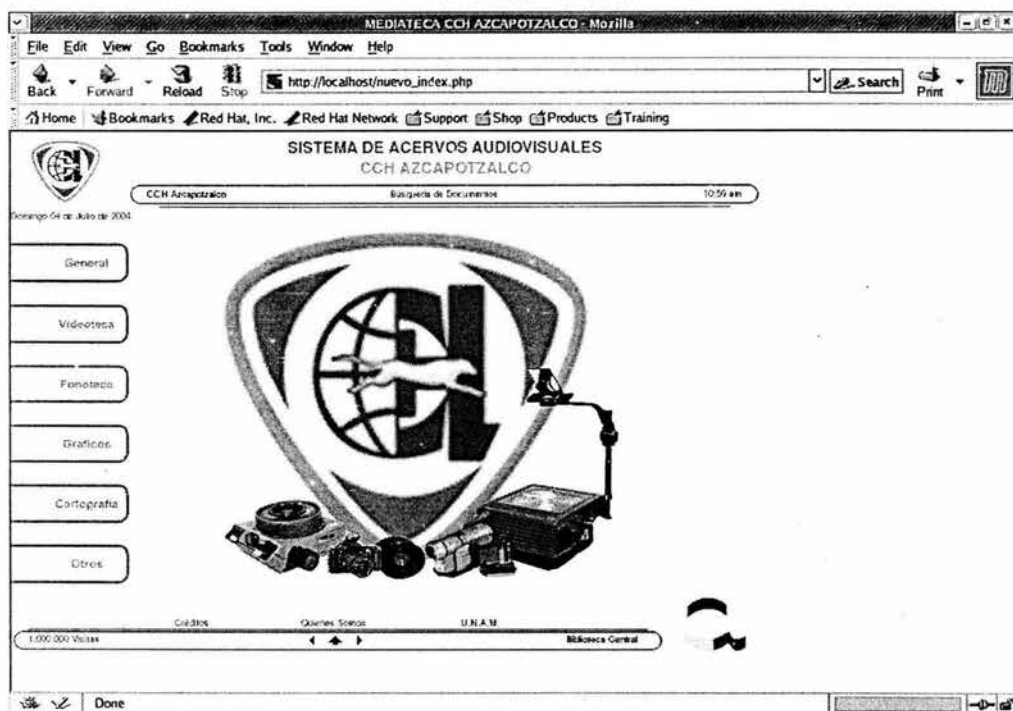 MEDIATECA CCH AZCAPOTZALCO - Mozilla
File Edit View Go Bookmarks Tools Window Help
Back Forward Reload Stop http://localhost/nuevo_index.php Search Print
Home Bookmarks Red Hat, Inc. Red Hat Network Support Shop Products Training
SISTEMA DE ACERVOS AUDIOVISUALES
CCH AZCAPOTZALCO
CCH Azcapotzalco Búsqueda de Documentos 10:59 am
Domingo 04 de Julio de 2004
General
Videoteca
Fonoteca
Gráficos
Cartografía
Otros
Créditos Quienes Somos U.N.A.M.
1,000,000 Visitas Biblioteca Central
Done